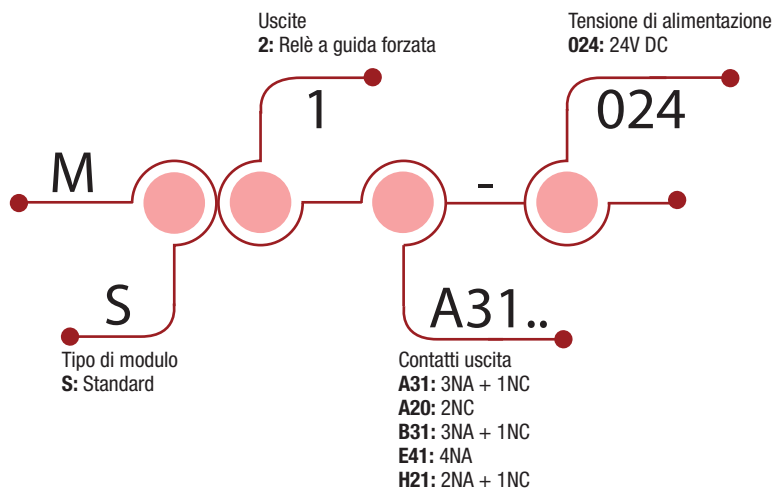 Uscite
2: Relè a guida forzata
Tensione di alimentazione
024: 24V DC
1
024
M
-
S
A31..
Tipo di modulo
S: Standard
Contatti uscita
A31: 3NA + 1NC
A20: 2NC
B31: 3NA + 1NC
E41: 4NA
H21: 2NA + 1NC